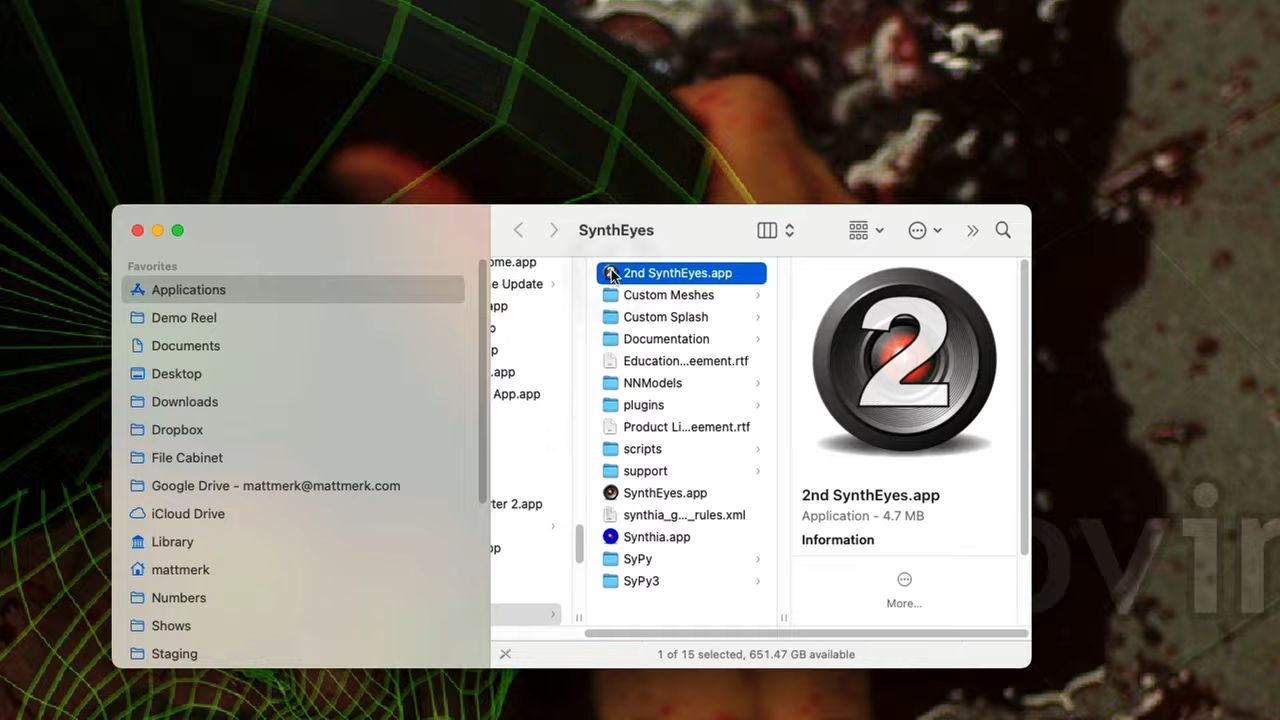 SynthEyes
Favorites
Applications
Demo Reel
Documents
Desktop
Downloads
Dropbox
File Cabinet
Google Drive - mattmerk@mattmerk.com
iCloud Drive
Library
mattmerk
Numbers
Shows
Staging
ome.app
e Update
.app
App.app
ter 2.app
2nd SynthEyes.app
Custom Meshes
Custom Splash
Documentation
Education...eement.rtf
NNModels
plugins
Product Li...eement.rtf
scripts
support
SynthEyes.app
synthia_g..._rules.xml
Synthia.app
SyPy
SyPy3
2
2nd SynthEyes.app
Application - 4.7 MB
Information
More...
1 of 15 selected, 651.47 GB available